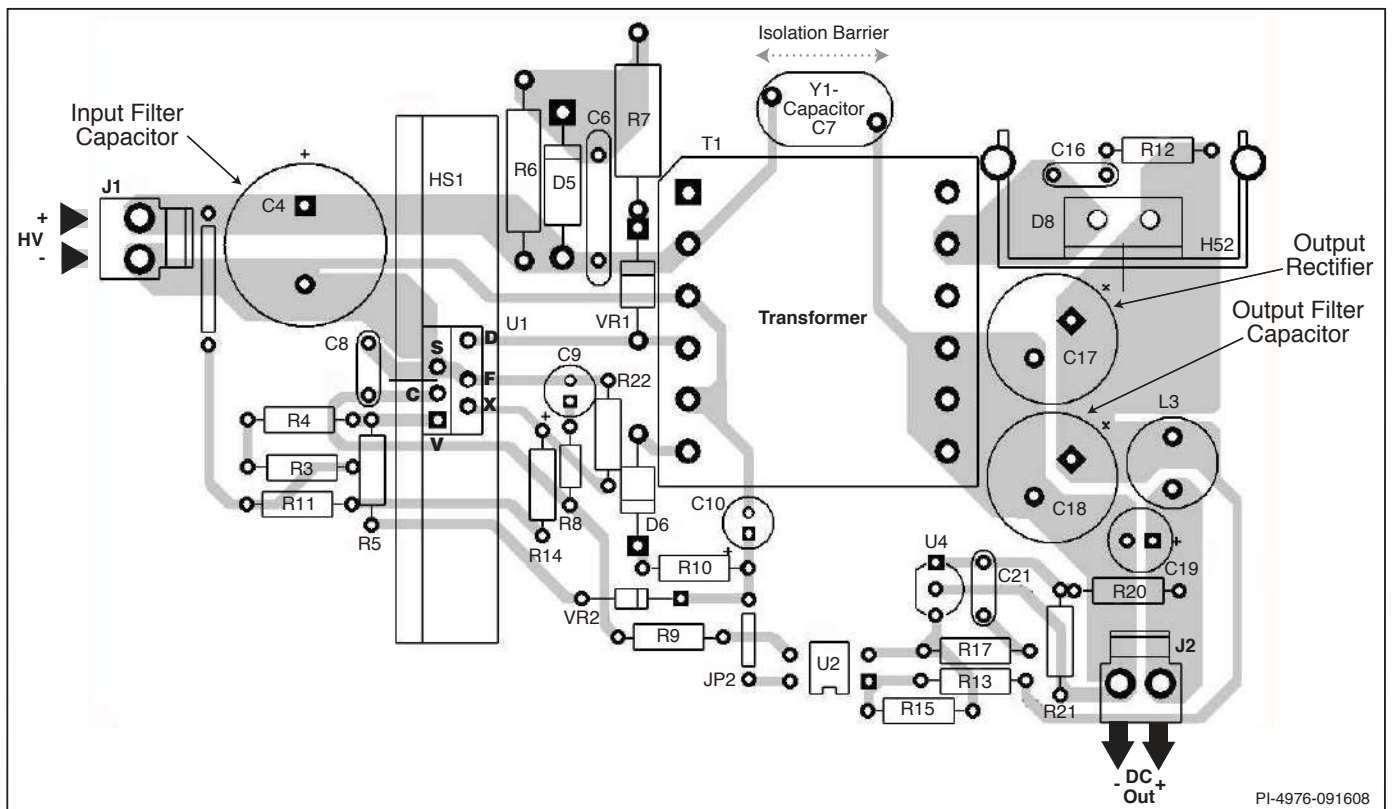 Isolation Barrier
Y1-
Capacitor
C7
Input Filter
Capacitor
R7
C6
T1
C16
R12
R6
D5
HS1
+
J1
C4
D8
+
HV
-
H52
Output
Rectifier
U1
VR1
Transformer
x
Output Filter
Capacitor
D
C8
S
C9
C17
F
R22
C
X
L3
R4
+
x
V
R3
C10
R11
C18
R8
D6
U4
R5
R14
+
+
C19
R10
C21
R20
VR2
R9
R17
J2
U2
JP2
R13
R15
R21
- DC +
Out
PI-4976-091608